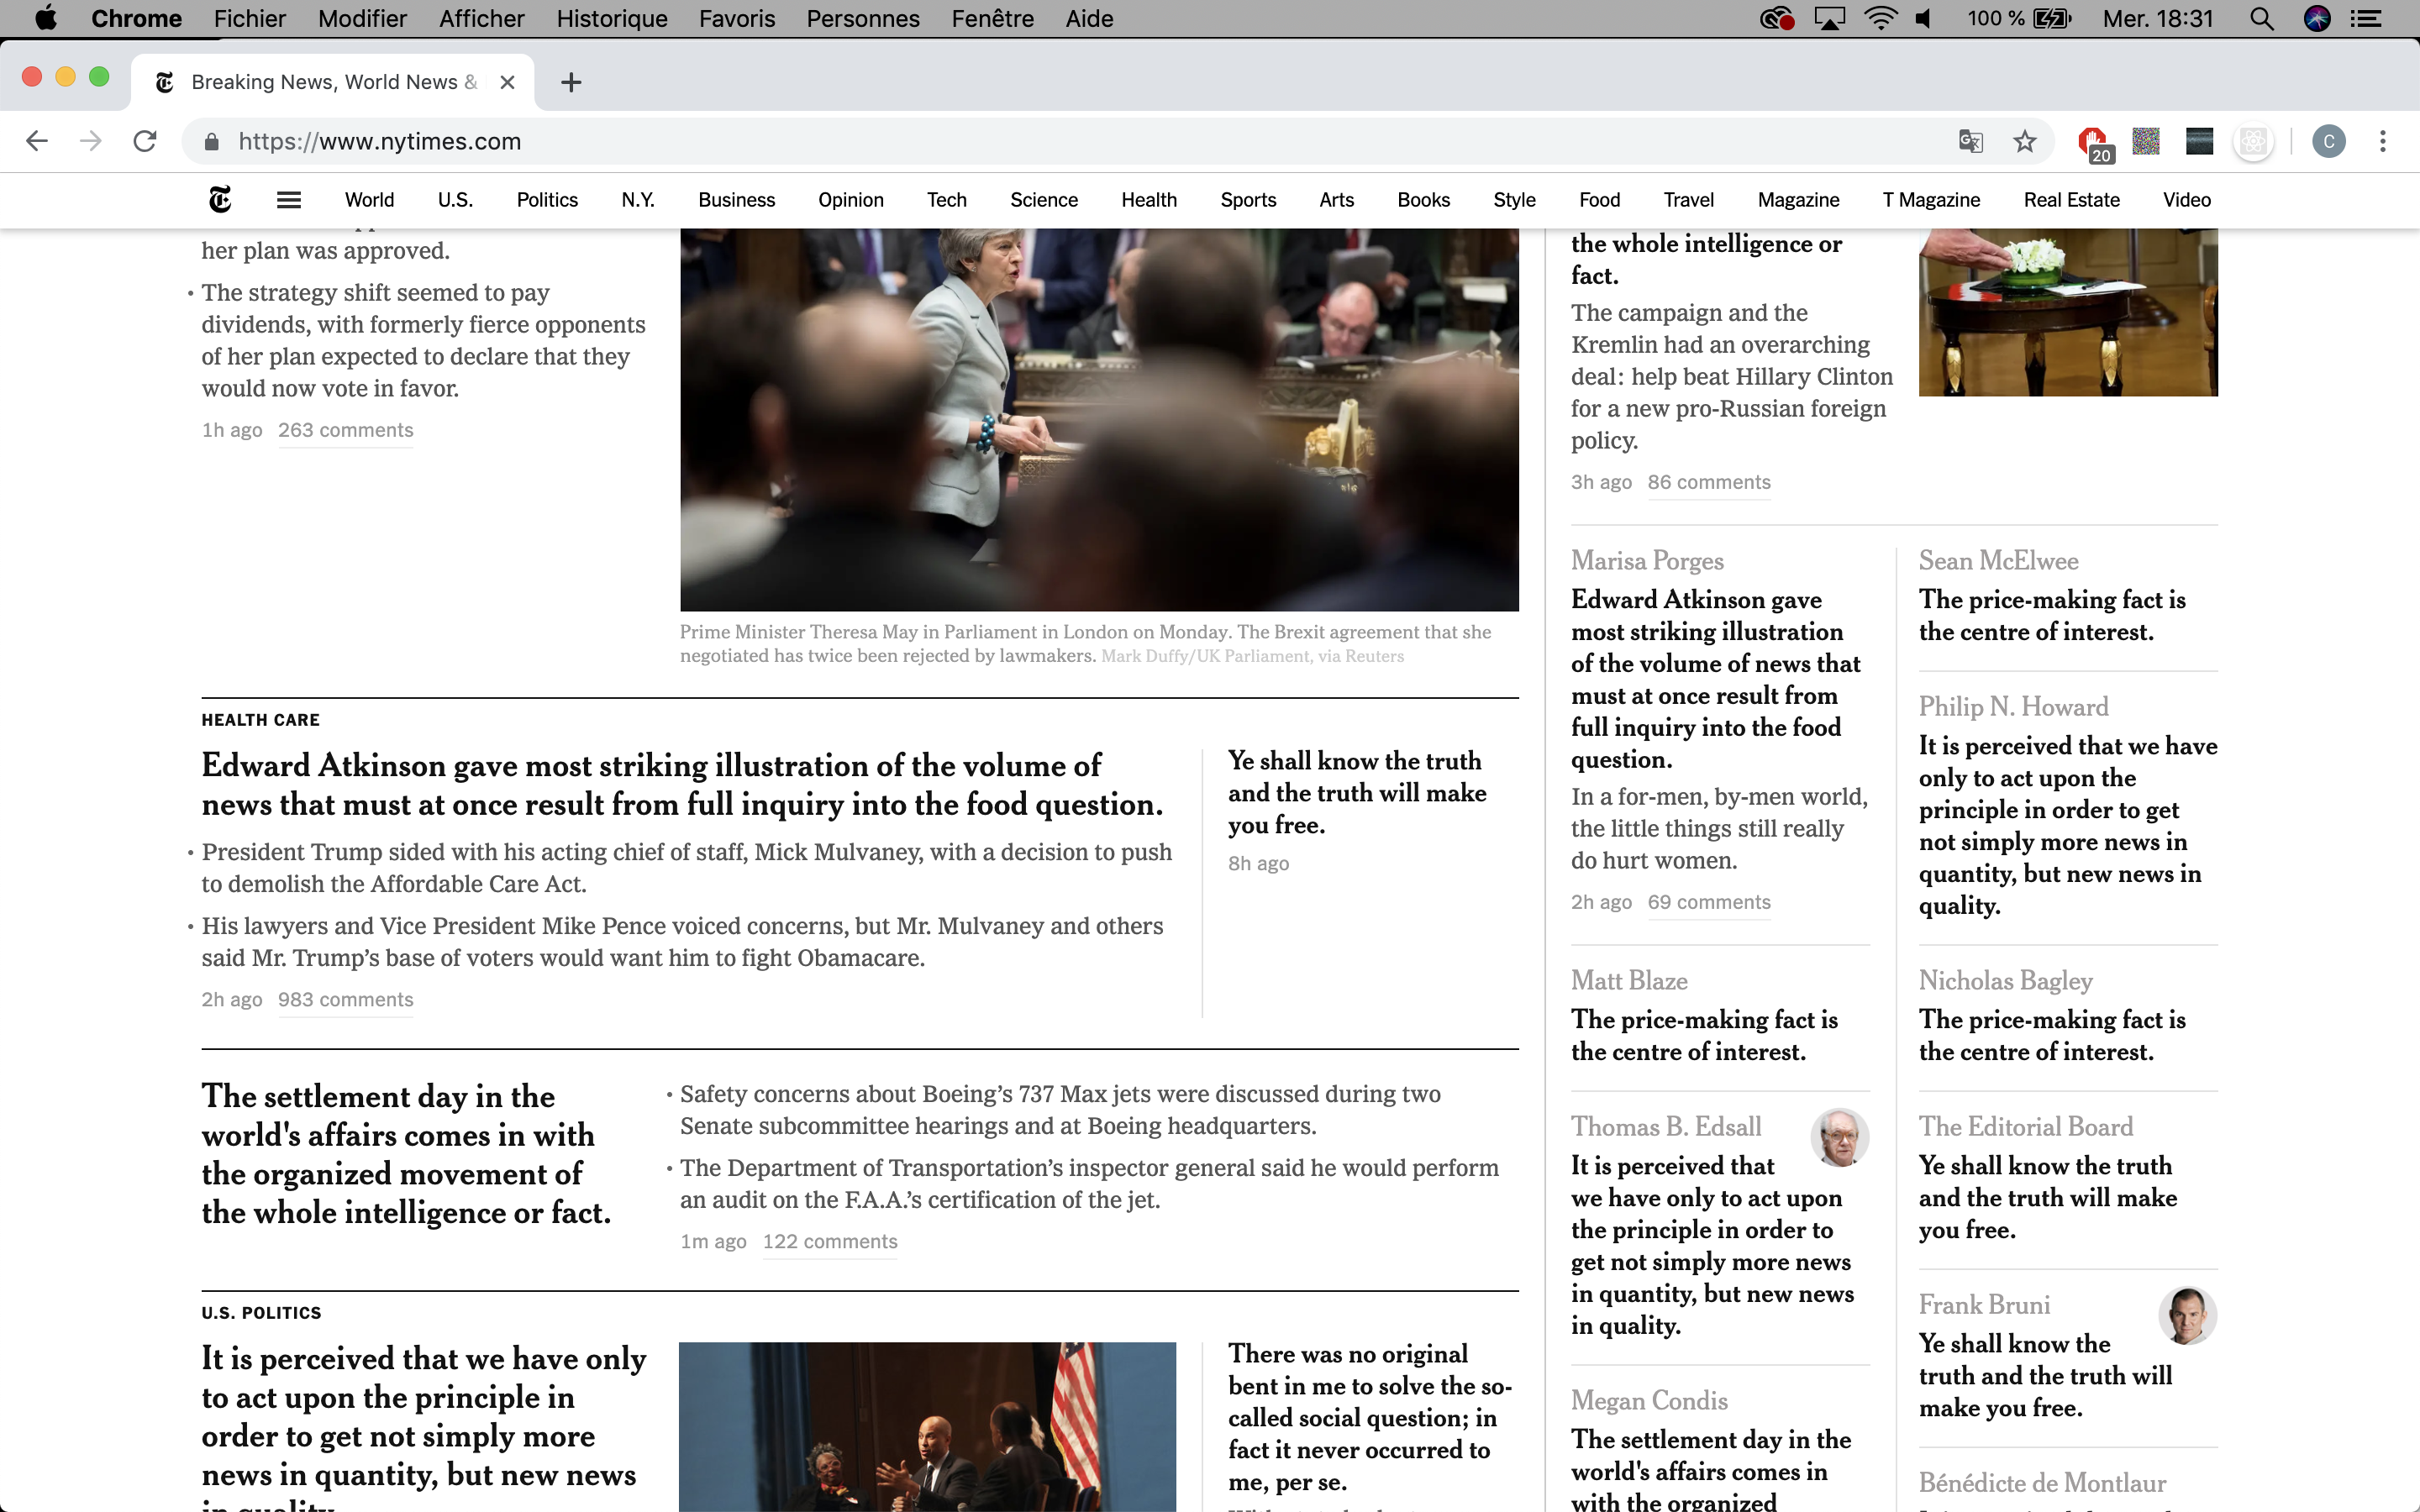 Chrome Fichier Modifier Afficher Historique Favoris Personnes Fenêtre Aide
100 % Mer. 18:31
Breaking News, World News &
https://www.nytimes.com
20
C
World U.S. Politics N.Y. Business Opinion Tech Science Health Sports Arts Books Style Food Travel Magazine T Magazine Real Estate Video
her plan was approved.
• The strategy shift seemed to pay
dividends, with formerly fierce opponents
of her plan expected to declare that they
would now vote in favor.
1h ago 263 comments
Prime Minister Theresa May in Parliament in London on Monday. The Brexit agreement that she
negotiated has twice been rejected by lawmakers. Mark Duffy/UK Parliament, via Reuters
HEALTH CARE
Edward Atkinson gave most striking illustration of the volume of
news that must at once result from full inquiry into the food question.
• President Trump sided with his acting chief of staff, Mick Mulvaney, with a decision to push
to demolish the Affordable Care Act.
• His lawyers and Vice President Mike Pence voiced concerns, but Mr. Mulvaney and others
said Mr. Trump’s base of voters would want him to fight Obamacare.
2h ago 983 comments
Ye shall know the truth
and the truth will make
you free.
8h ago
The settlement day in the
world's affairs comes in with
the organized movement of
the whole intelligence or fact.
• Safety concerns about Boeing’s 737 Max jets were discussed during two
Senate subcommittee hearings and at Boeing headquarters.
• The Department of Transportation’s inspector general said he would perform
an audit on the F.A.A.’s certification of the jet.
1m ago 122 comments
U.S. POLITICS
It is perceived that we have only
to act upon the principle in
order to get not simply more
news in quantity, but new news
in quality.
There was no original
bent in me to solve the so-
called social question; in
fact it never occurred to
me, per se.
the whole intelligence or
fact.
The campaign and the
Kremlin had an overarching
deal: help beat Hillary Clinton
for a new pro-Russian foreign
policy.
3h ago 86 comments
Marisa Porges
Edward Atkinson gave
most striking illustration
of the volume of news that
must at once result from
full inquiry into the food
question.
In a for-men, by-men world,
the little things still really
do hurt women.
2h ago 69 comments
Matt Blaze
The price-making fact is
the centre of interest.
Thomas B. Edsall
It is perceived that
we have only to act upon
the principle in order to
get not simply more news
in quantity, but new news
in quality.
Megan Condis
The settlement day in the
world's affairs comes in
with the organized
Sean McElwee
The price-making fact is
the centre of interest.
Philip N. Howard
It is perceived that we have
only to act upon the
principle in order to get
not simply more news in
quantity, but new news in
quality.
Nicholas Bagley
The price-making fact is
the centre of interest.
The Editorial Board
Ye shall know the truth
and the truth will make
you free.
Frank Bruni
Ye shall know the
truth and the truth will
make you free.
Bénédicte de Montlaur